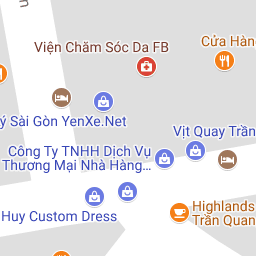 Viện Chăm Sóc Da FB
Cửa Hàn
ý Sài Gòn YenXe.Net
Vịt Quay Trần
Công Ty TNHH Dịch Vụ
Thương Mại Nhà Hàng...
Huy Custom Dress
Highlands
Trần Quan